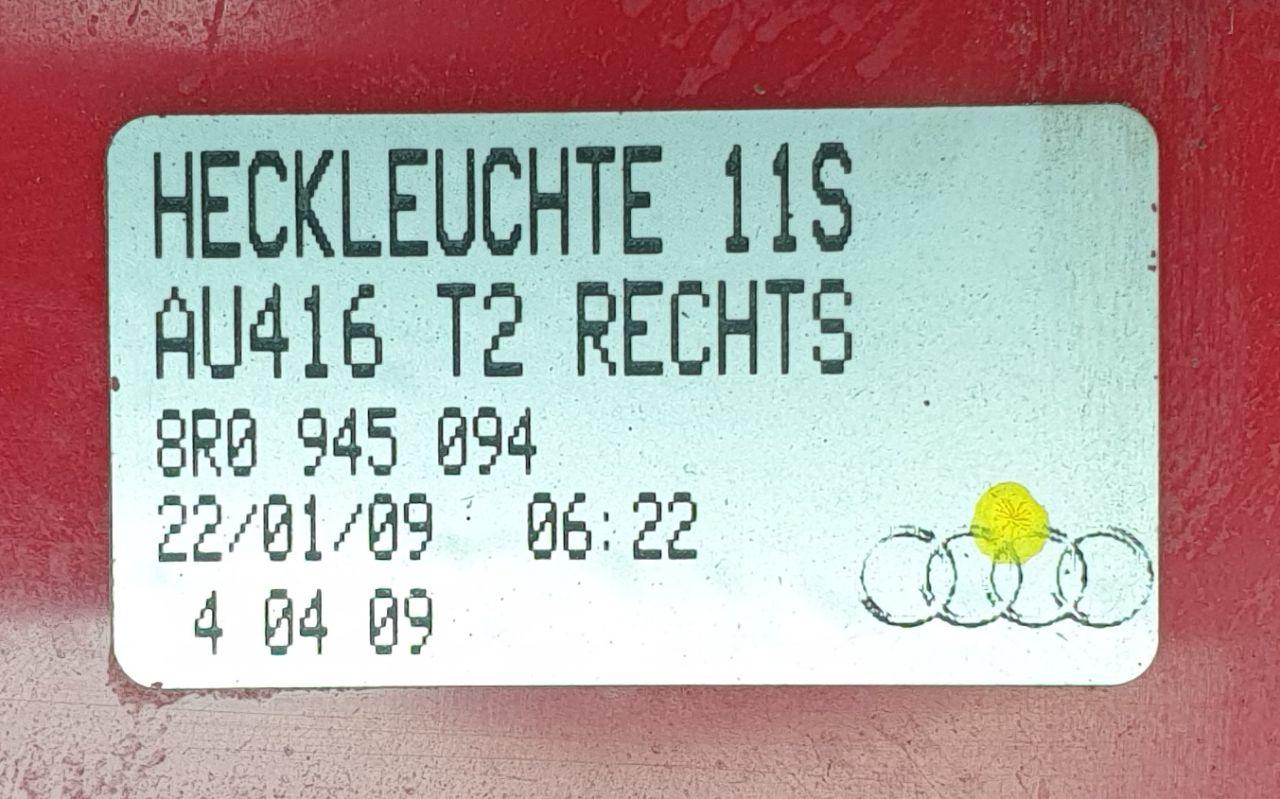 HECKLEUCHTE 11S
AU416 T2 RECHTS
8R0 945 094
22/01/09 06:22
4 04 09